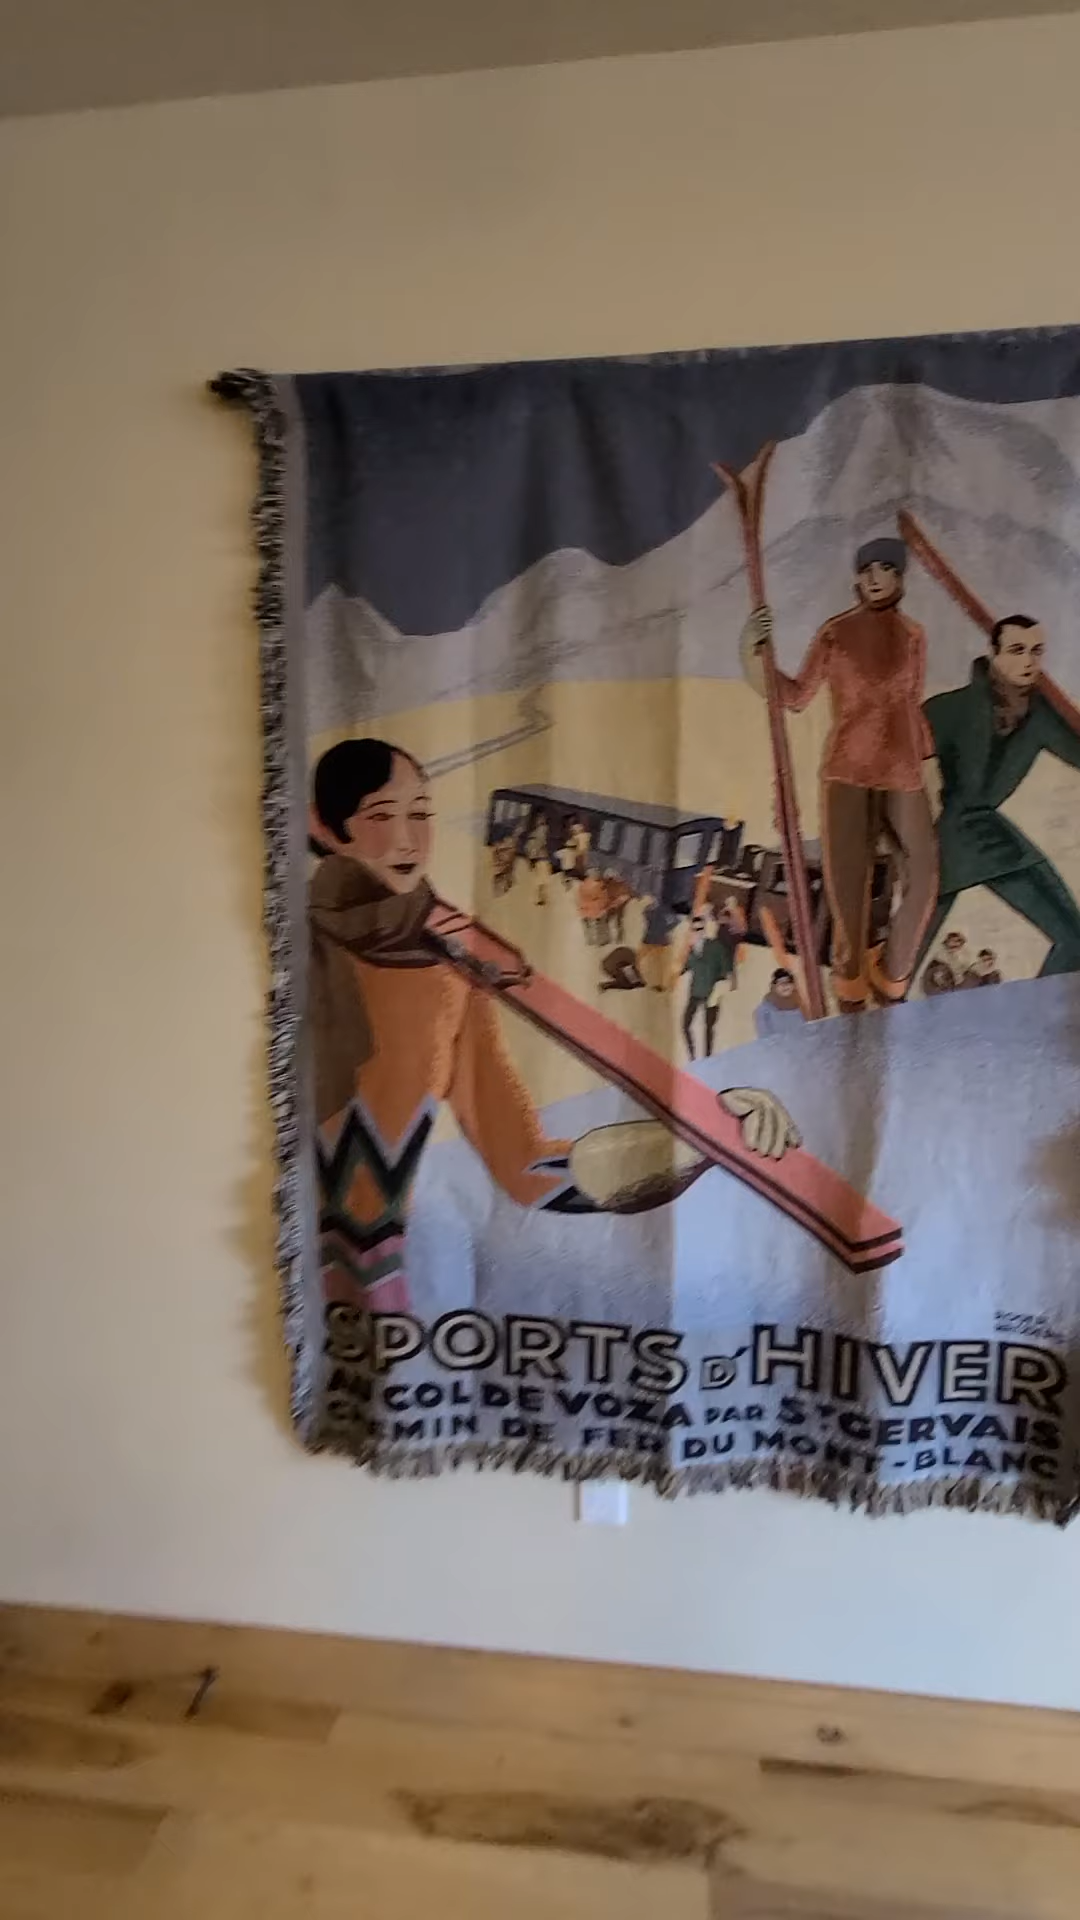 SPORTS D'HIVER
AU COL DE VOZA PAR ST GERVAIS
CHEMIN DE FER DU MONT-BLANC